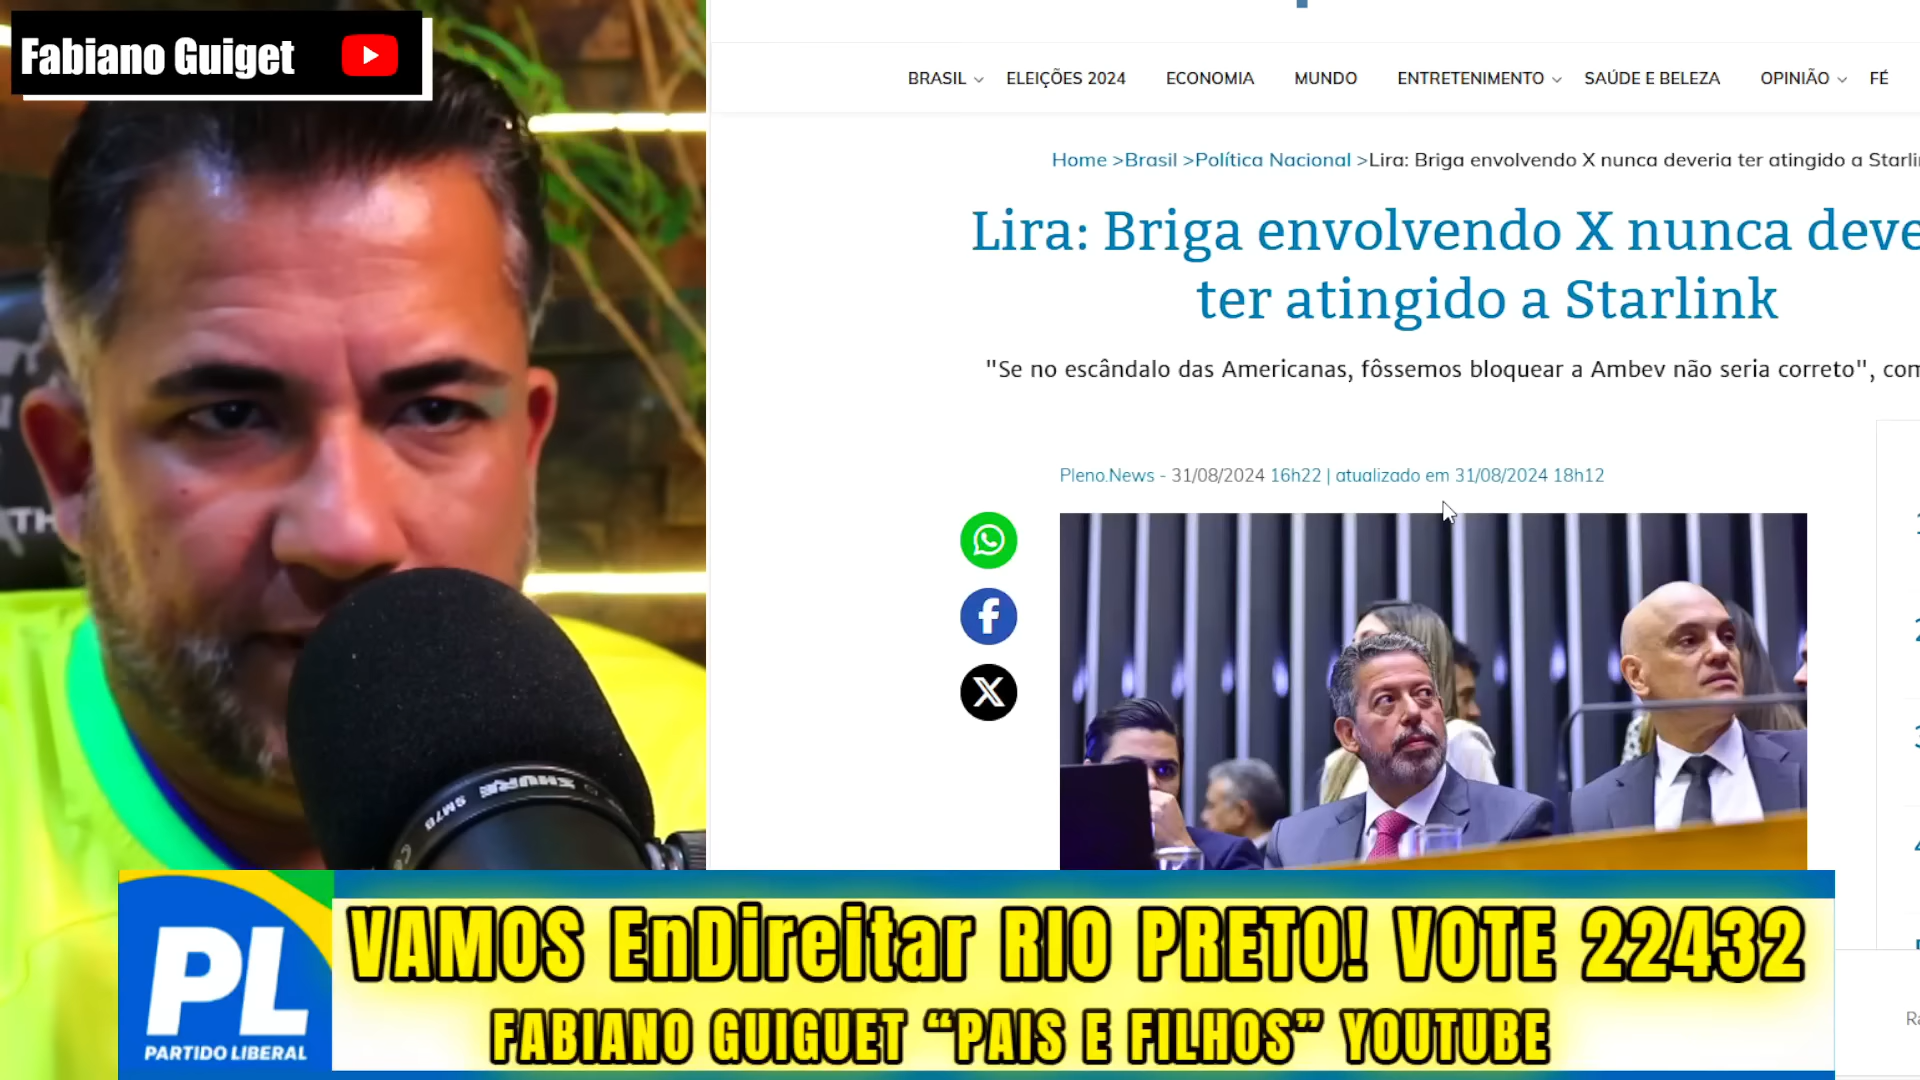 Fabiano Guiget
BRASIL ELEIÇÕES 2024 ECONOMIA MUNDO ENTRETENIMENTO SAÚDE E BELEZA OPINIÃO FÉ
Home >Brasil >Política Nacional >Lira: Briga envolvendo X nunca deveria ter atingido a Starli
Lira: Briga envolvendo X nunca deve
ter atingido a Starlink
"Se no escândalo das Americanas, fôssemos bloquear a Ambev não seria correto", com
Pleno.News - 31/08/2024 16h22 | atualizado em 31/08/2024 18h12
SHURE SM7B
PL
PARTIDO LIBERAL
VAMOS EnDireitar RIO PRETO! VOTE 22432
FABIANO GUIGUET “PAIS E FILHOS” YOUTUBE